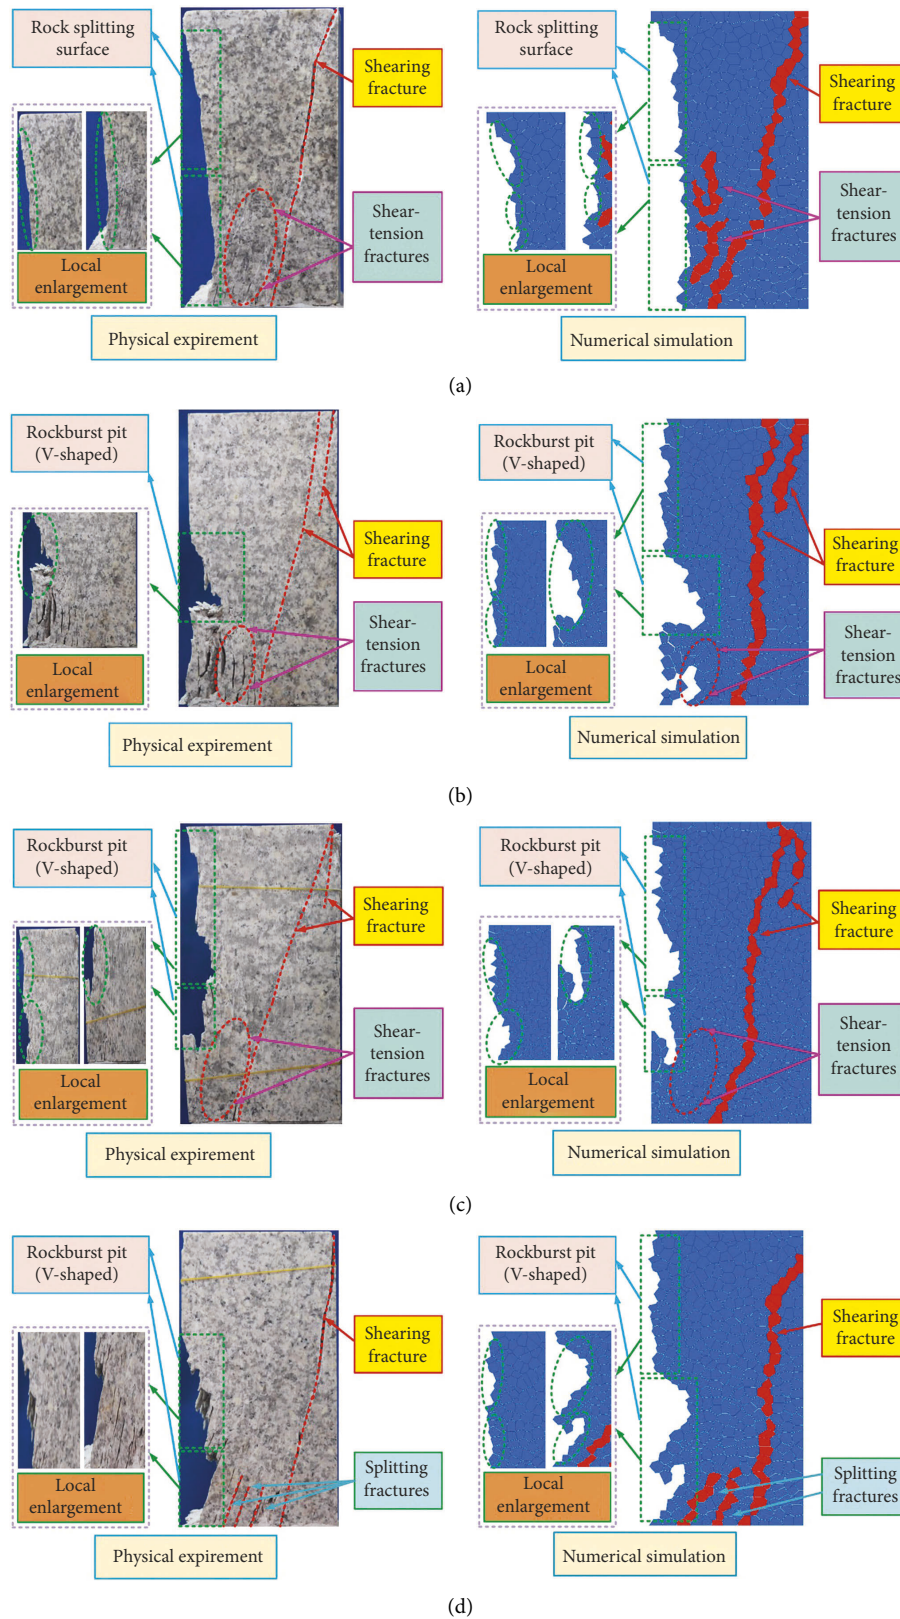 Rock splitting
surface
Shearing
fracture
Shear-
tension
fractures
Local
enlargement
Physical expirement
Rock splitting
surface
Shearing
fracture
Shear-
tension
fractures
Local
enlargement
Numerical simulation
(a)
Rockburst pit
(V-shaped)
Shearing
fracture
Shear-
tension
fractures
Local
enlargement
Physical expirement
Rockburst pit
(V-shaped)
Shearing
fracture
Shear-
tension
fractures
Local
enlargement
Numerical simulation
(b)
Rockburst pit
(V-shaped)
Shearing
fracture
Shear-
tension
fractures
Local
enlargement
Physical expirement
Rockburst pit
(V-shaped)
Shearing
fracture
Shear-
tension
fractures
Local
enlargement
Numerical simulation
(c)
Rockburst pit
(V-shaped)
Shearing
fracture
Splitting
fractures
Local
enlargement
Physical expirement
Rockburst pit
(V-shaped)
Shearing
fracture
Splitting
fractures
Local
enlargement
Numerical simulation
(d)